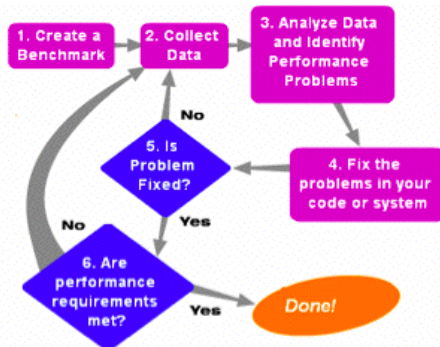 1. Create a
Benchmark
2. Collect
Data
3. Analyze Data
and Identify
Performance
Problems
4. Fix the
problems in your
code or system
No
5. Is
Problem
Fixed?
Yes
No
6. Are
performance
requirements
met?
Yes
Done!